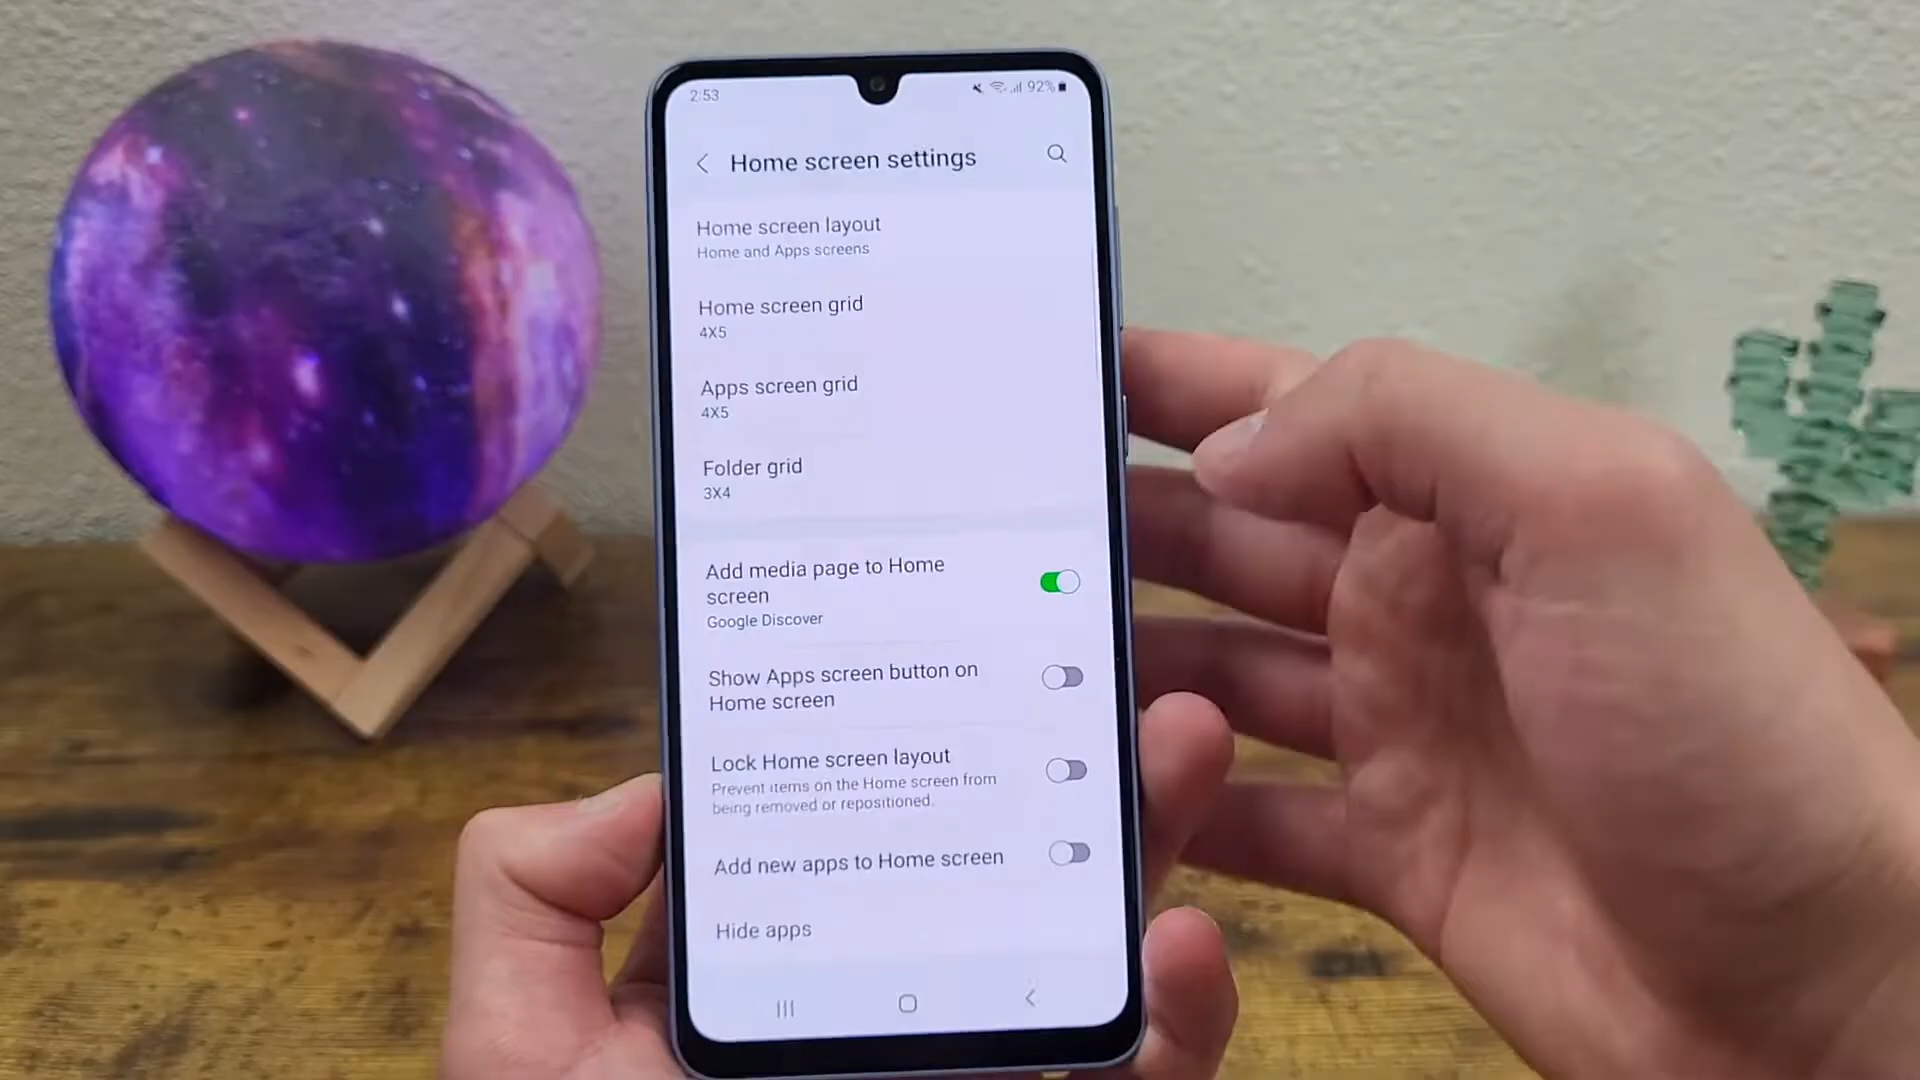 2:53
92%
Home screen settings
Home screen layout
Home and Apps screens
Home screen grid
4X5
Apps screen grid
4X5
Folder grid
3X4
Add media page to Home
screen
Google Discover
Show Apps screen button on
Home screen
Lock Home screen layout
Prevent items on the Home screen from
being removed or repositioned.
Add new apps to Home screen
Hide apps